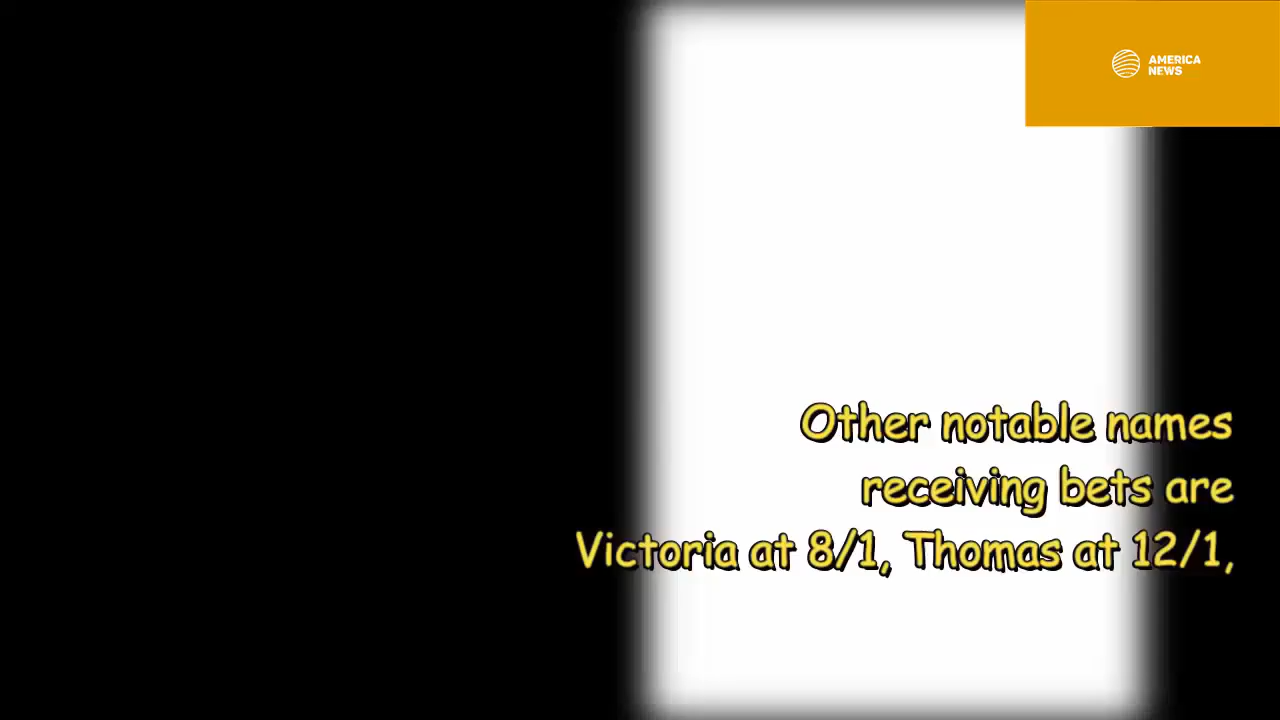 AMERICA
NEWS
Other notable names
receiving bets are
Victoria at 8/1, Thomas at 12/1,